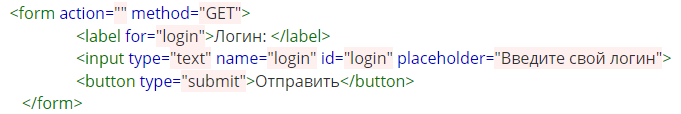 <form action="" method="GET">
<label for="login">Логин: </label>
<input type="text" name="login" id="login" placeholder="Введите свой логин">
<button type="submit">Отправить</button>
</form>